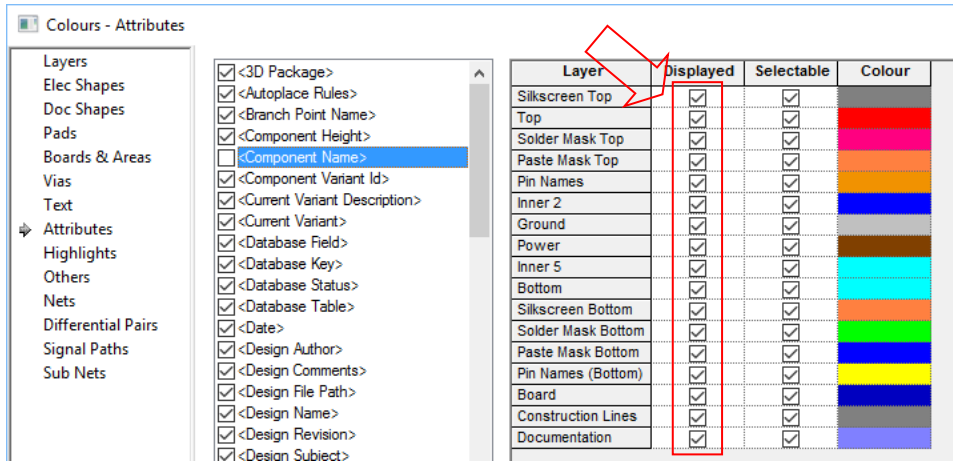 Colours - Attributes
Layers
Elec Shapes
Doc Shapes
Pads
Boards & Areas
Vias
Text
Attributes
Highlights
Others
Nets
Differential Pairs
Signal Paths
Sub Nets
<3D Package>
<Autoplace Rules>
<Branch Point Name>
<Component Height>
<Component Name>
<Component Variant Id>
<Current Variant Description>
<Current Variant>
<Database Field>
<Database Key>
<Database Status>
<Database Table>
<Date>
<Design Author>
<Design Comments>
<Design File Path>
<Design Name>
<Design Revision>
<Design Subject>
Layer Displayed Selectable Colour
Silkscreen Top
Top
Solder Mask Top
Paste Mask Top
Pin Names
Inner 2
Ground
Power
Inner 5
Bottom
Silkscreen Bottom
Solder Mask Bottom
Paste Mask Bottom
Pin Names (Bottom)
Board
Construction Lines
Documentation